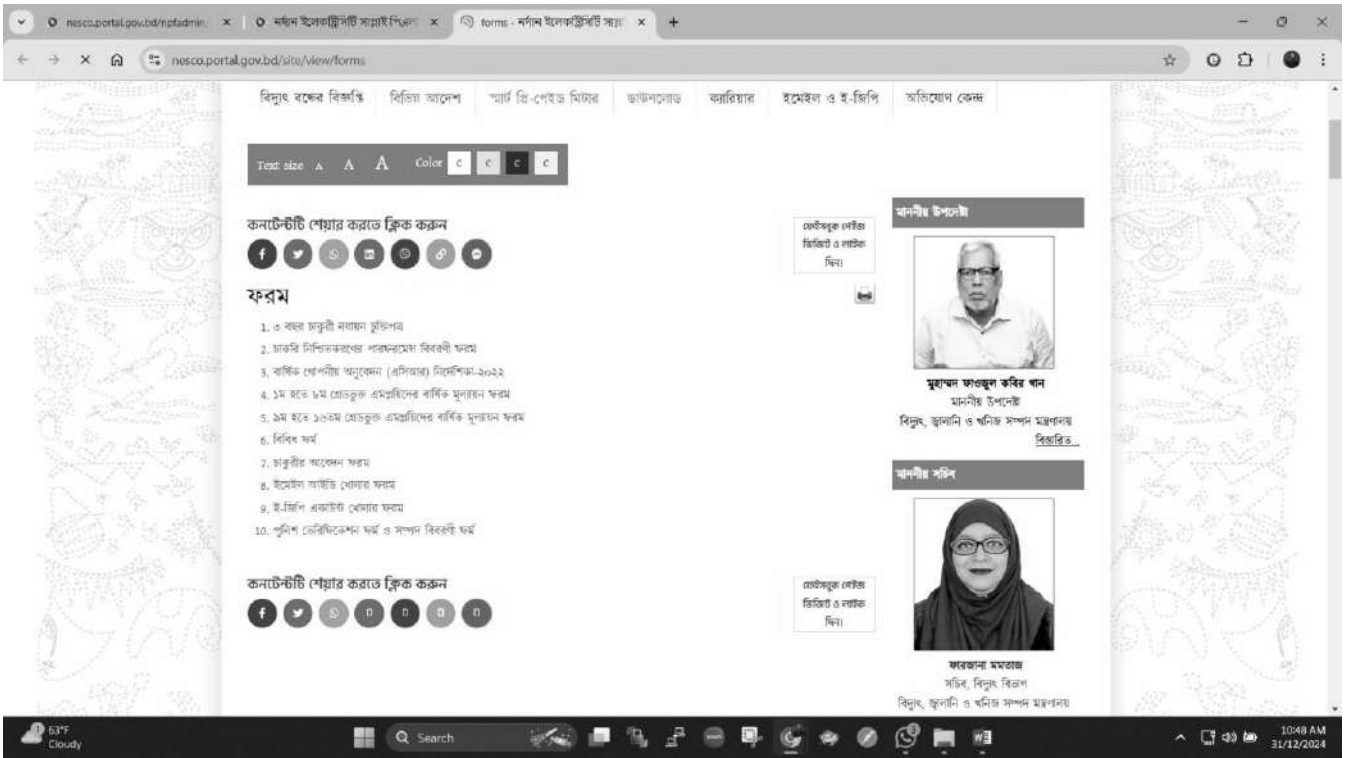 nesco.portal.gov.bd/npfadmin
নর্দান ইলেকট্রিসিটি সাপ্লাই পিএল
forms - নর্দান ইলেকট্রিসিটি সাপ্লা
nesco.portal.gov.bd/site/view/forms
বিদ্যুৎ বন্ধের বিজ্ঞপ্তি বিভিন্ন আদেশ স্মার্ট প্রি-পেইড মিটার ডাউনলোড ক্যারিয়ার ইমেইল ও ই-জিপি অভিযোগ কেন্দ্র
Text size A A A Color C C C C
মাননীয় উপদেষ্টা
কনটেন্টটি শেয়ার করতে ক্লিক করুন
ফেইসবুক পেইজ
ভিজিট ও লাইক
দিন।
ফরম
1. ৩ বছর চাকুরী নবায়ন চুক্তিপত্র
2. চাকরি নিশ্চিতকরণের পারফরমেন্স বিবরণী ফরম
3. বার্ষিক গোপনীয় অনুবেদন (এসিআর) নির্দেশিকা-২০২২
4. ১ম হতে ৮ম গ্রেডভুক্ত এমপ্লয়িদের বার্ষিক মূল্যায়ন ফরম
5. ৯ম হতে ১৬তম গ্রেডভুক্ত এমপ্লয়িদের বার্ষিক মূল্যায়ন ফরম
6. বিবিধ ফর্ম
7. চাকুরীর আবেদন ফরম
8. ইমেইল আইডি খোলার ফরম
9. ই-জিপি একাউন্ট খোলার ফরম
10. পুলিশ ভেরিফিকেশন ফর্ম ও সম্পদ বিবরণী ফর্ম
মুহাম্মদ ফাওজুল কবির খান
মাননীয় উপদেষ্টা
বিদ্যুৎ, জ্বালানি ও খনিজ সম্পদ মন্ত্রণালয়
বিস্তারিত...
মাননীয় সচিব
কনটেন্টটি শেয়ার করতে ক্লিক করুন
ফেইসবুক পেইজ
ভিজিট ও লাইক
দিন।
ফারজানা মমতাজ
সচিব, বিদ্যুৎ বিভাগ
বিদ্যুৎ, জ্বালানি ও খনিজ সম্পদ মন্ত্রণালয়
63°F
Cloudy
Search
10:48 AM
31/12/2024